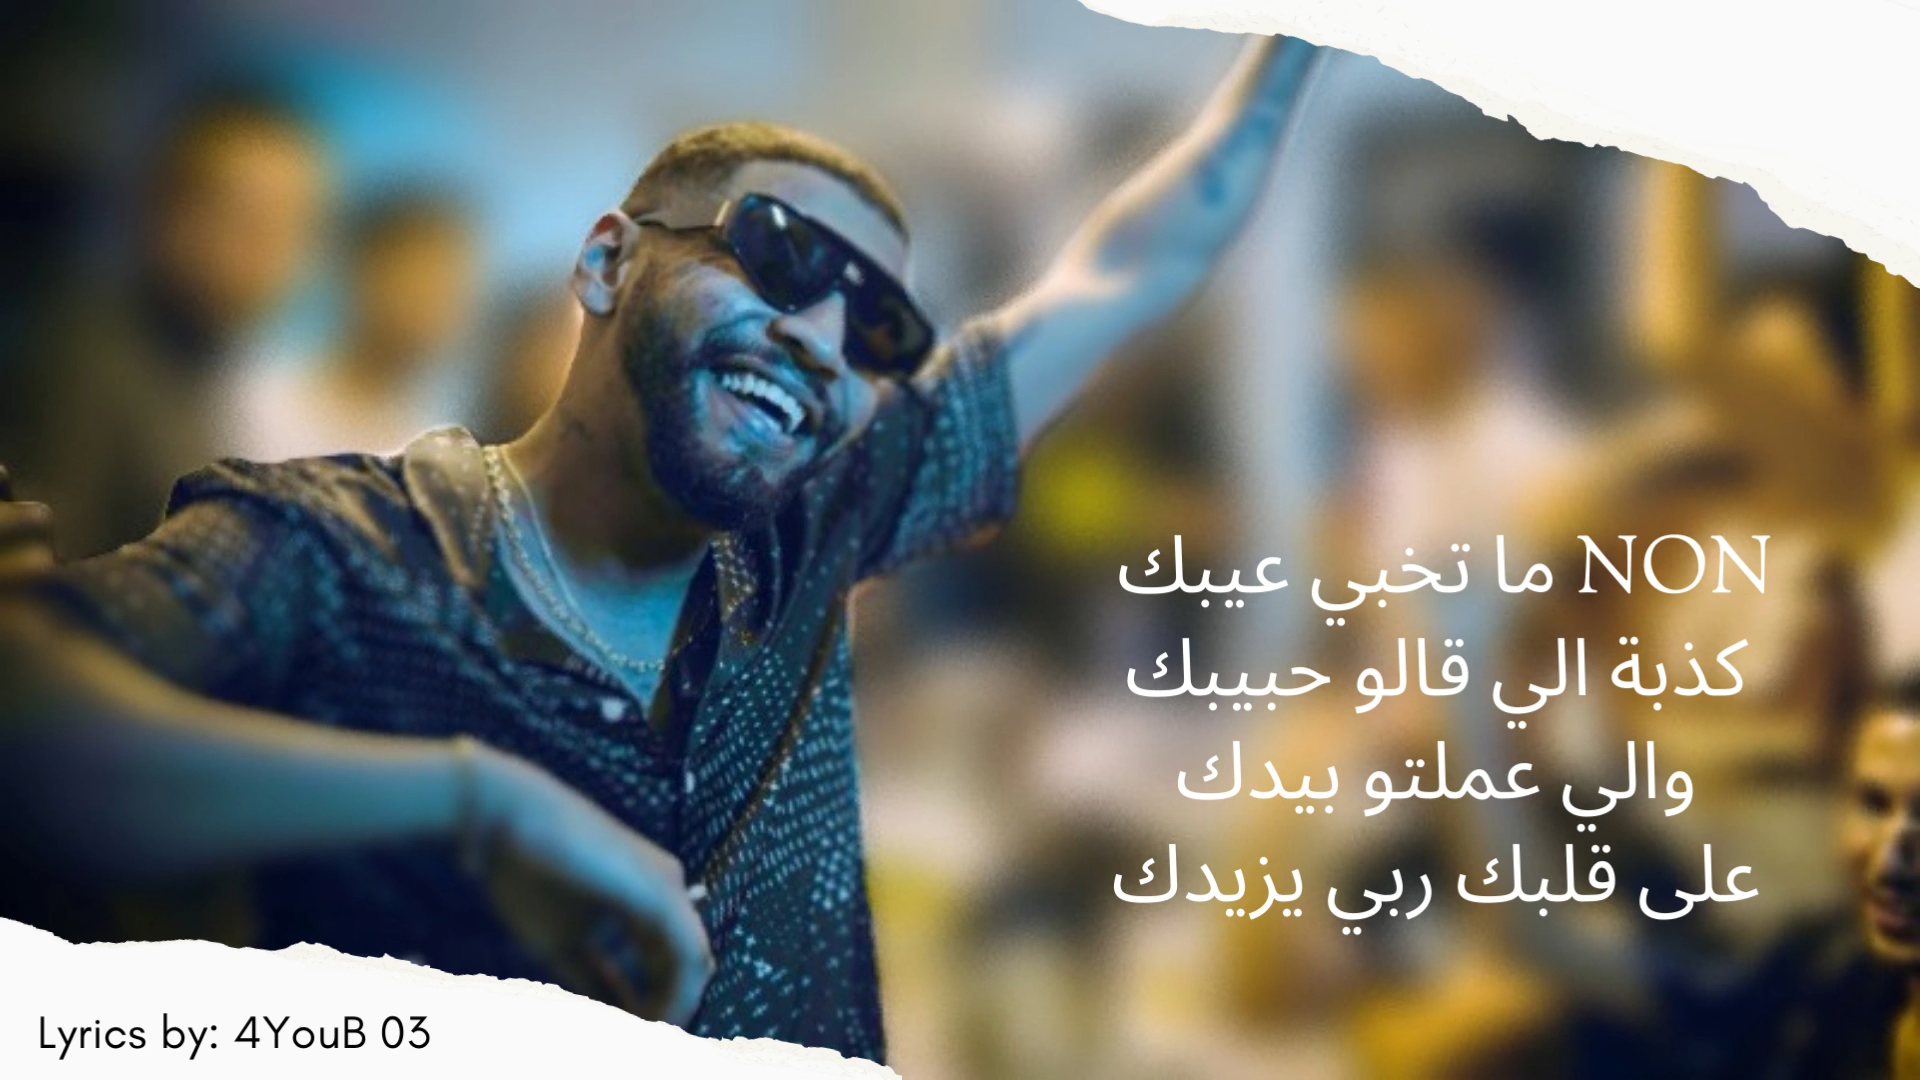 NON ما تخبي عيبك
كذبة الي قالو حبيبك
والي عملتو بيدك
على قلبك ربي يزيدك
Lyrics by: 4YouB 03